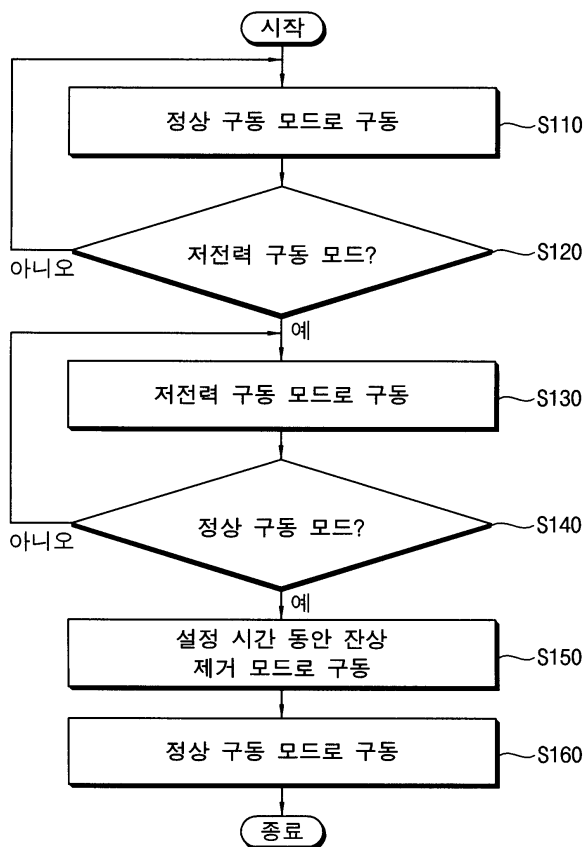 시작
정상 구동 모드로 구동
S110
저전력 구동 모드?
S120
아니오
예
저전력 구동 모드로 구동
S130
정상 구동 모드?
S140
아니오
예
설정 시간 동안 잔상
제거 모드로 구동
S150
정상 구동 모드로 구동
S160
종료